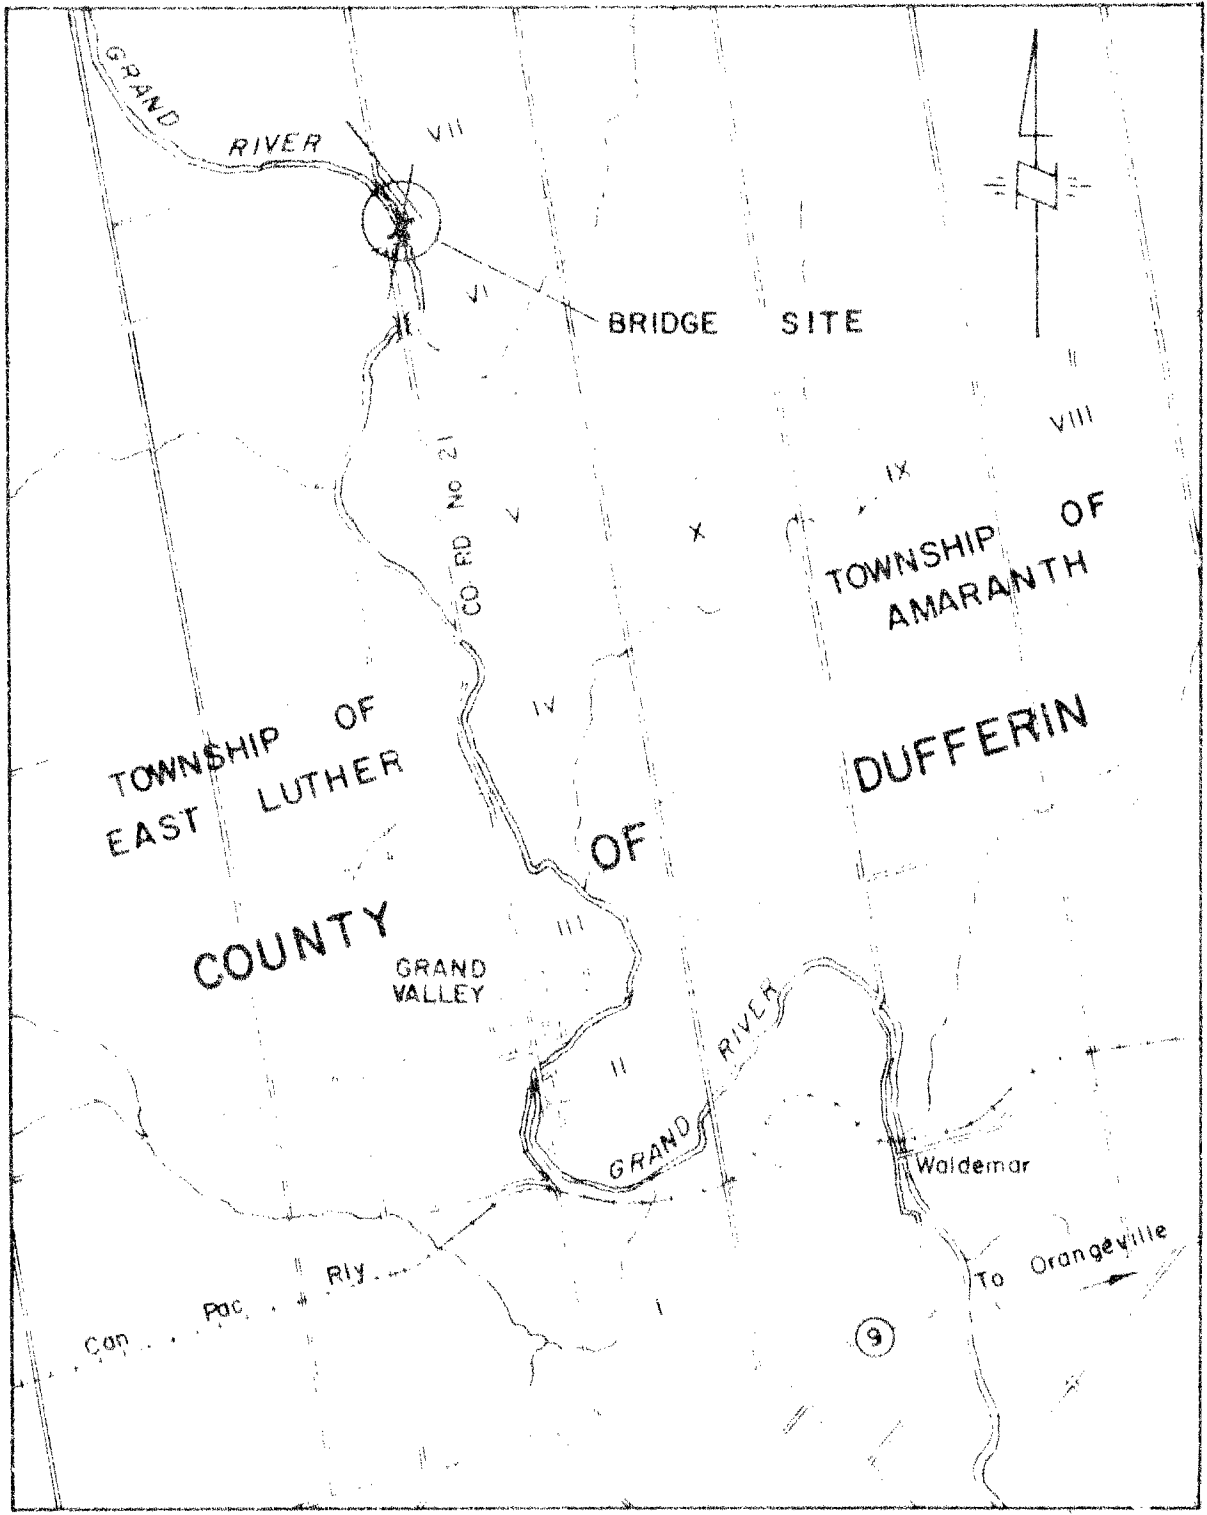 GRAND
RIVER
VII
VI
BRIDGE SITE
II
VIII
CO RD No 21
IX
V
X
TOWNSHIP OF
AMARANTH
IV
TOWNSHIP OF
EAST LUTHER
DUFFERIN
OF
COUNTY
III
GRAND
VALLEY
RIVER
II
GRAND
Waldemar
To Orangeville
Can Pac Rly
I
9